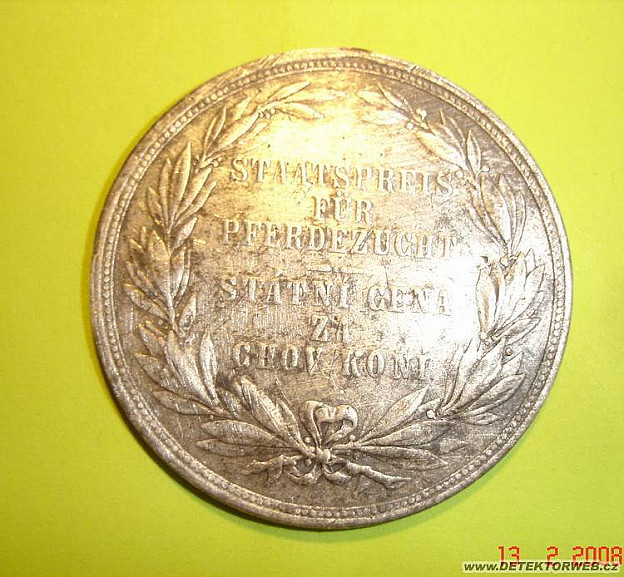 STAATSPREIS
FÜR
PFERDEZUCHT
STÁTNÍ CENA
ZA
CHOV KONÍ.
13 2 2008
www.DETEKTORWEB.cz